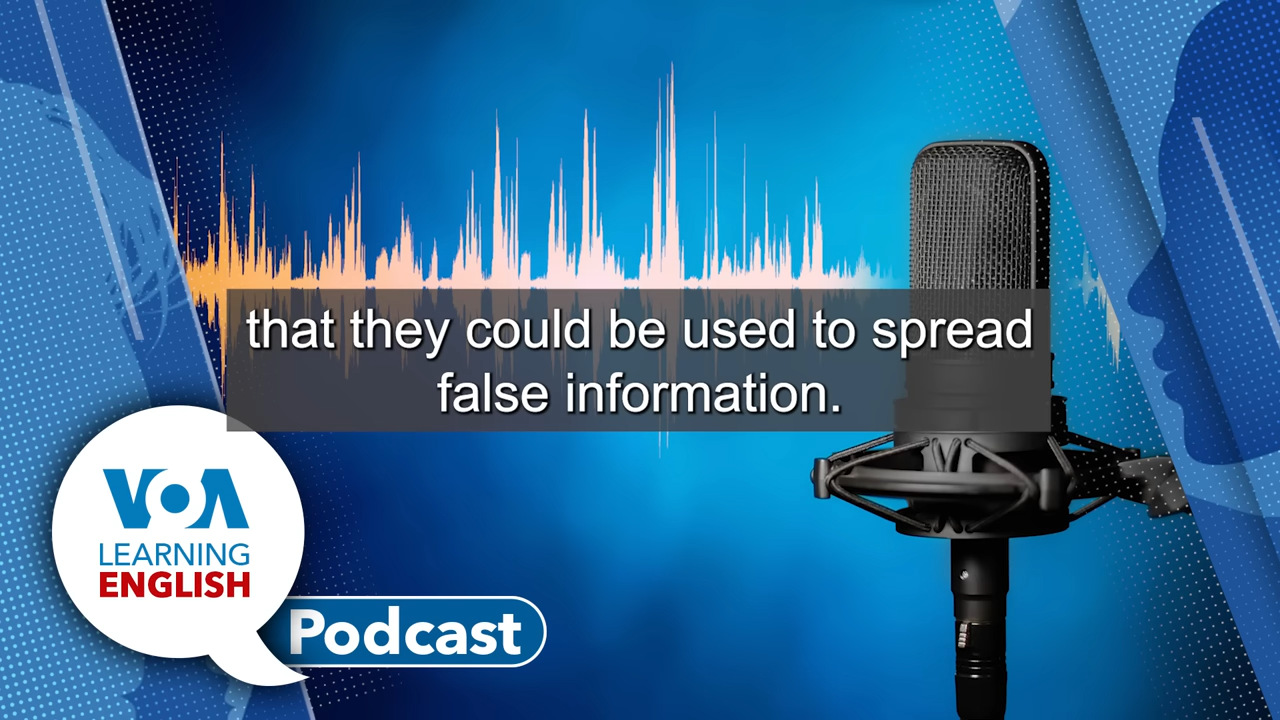 that they could be used to spread
false information.
VOA
LEARNING
ENGLISH
Podcast